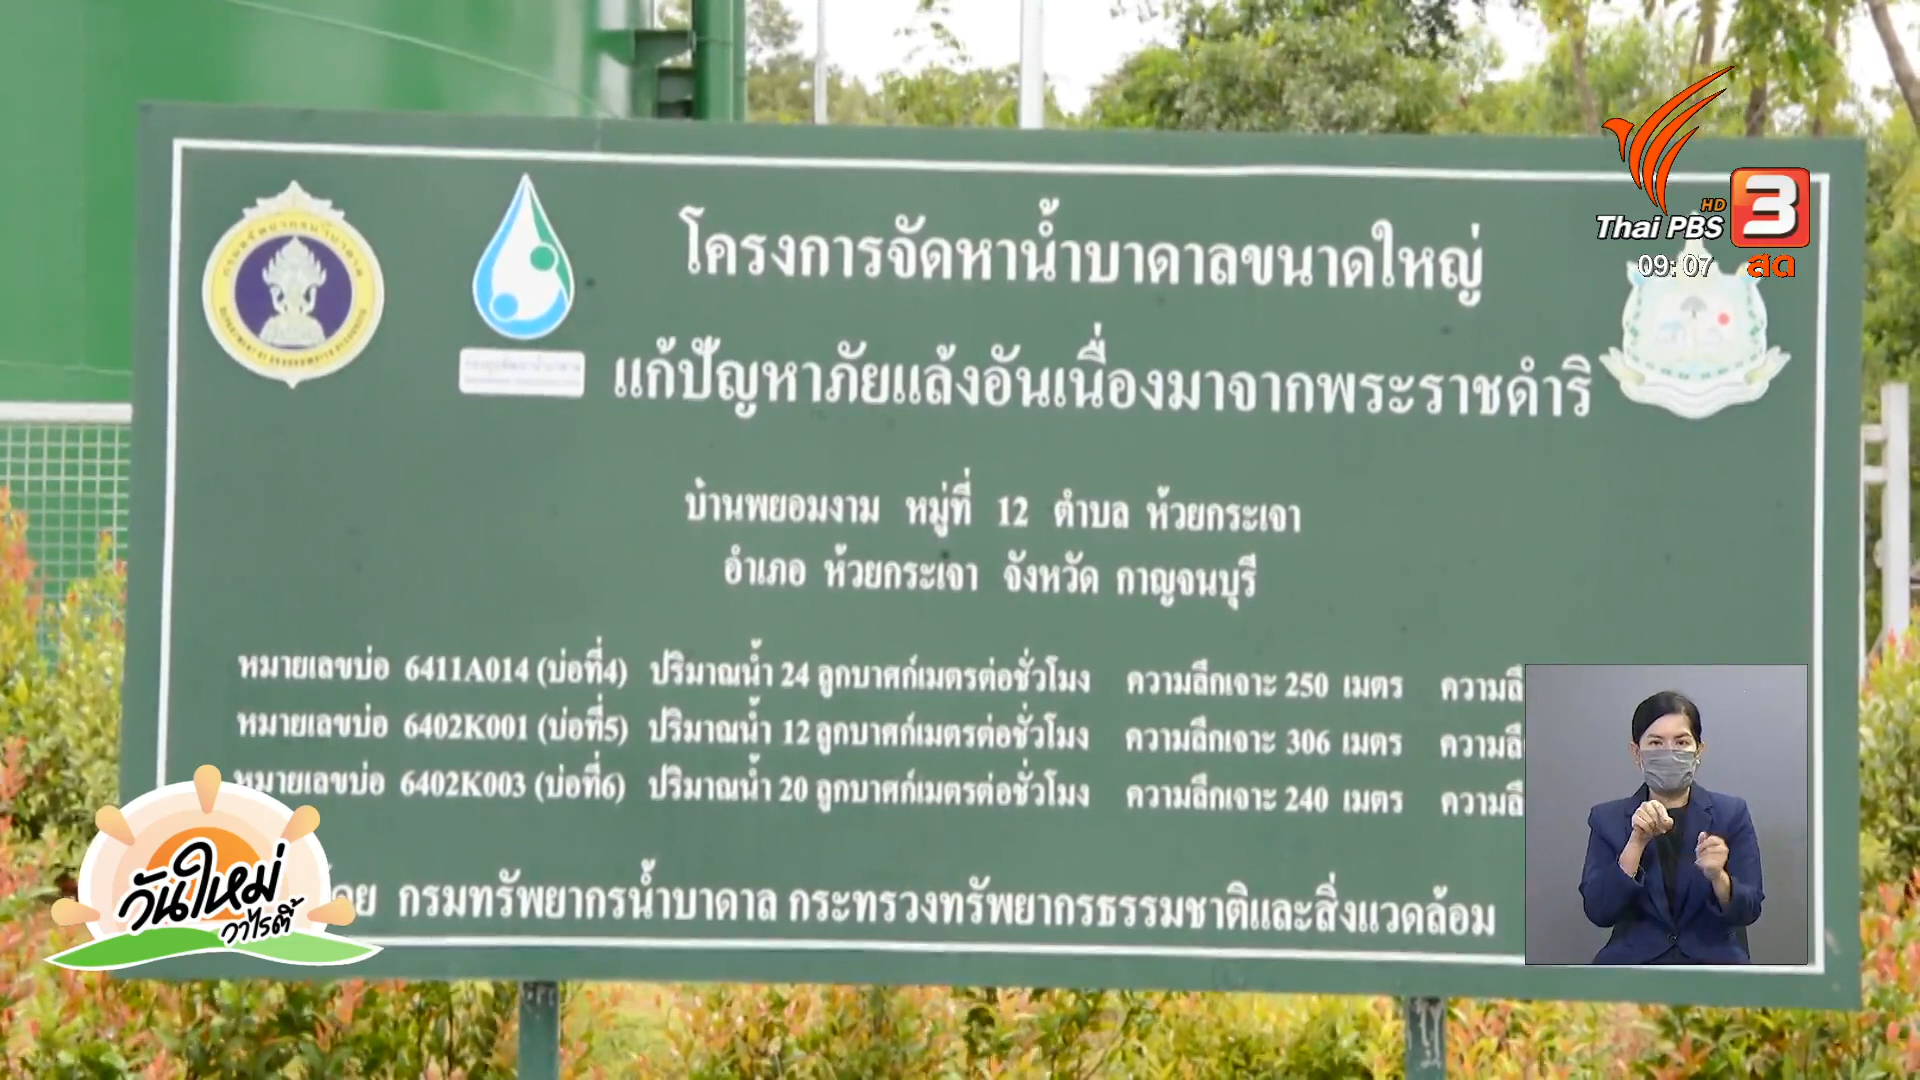 โครงการจัดหาน้ำบาดาลขนาดใหญ่
แก้ปัญหาภัยแล้งอันเนื่องมาจากพระราชดำริ
บ้านพยอมงาม หมู่ที่ 12 ตำบล ห้วยกระเจา
อำเภอ ห้วยกระเจา จังหวัด กาญจนบุรี
หมายเลขบ่อ 6411A014 (บ่อที่4) ปริมาณน้ำ 24 ลูกบาศก์เมตรต่อชั่วโมง ความลึกเจาะ 250 เมตร
หมายเลขบ่อ 6402K001 (บ่อที่5) ปริมาณน้ำ 12 ลูกบาศก์เมตรต่อชั่วโมง ความลึกเจาะ 306 เมตร
หมายเลขบ่อ 6402K003 (บ่อที่6) ปริมาณน้ำ 20 ลูกบาศก์เมตรต่อชั่วโมง ความลึกเจาะ 240 เมตร
กรมทรัพยากรน้ำบาดาล กระทรวงทรัพยากรธรรมชาติและสิ่งแวดล้อม
Thai PBS HD 3
09:07 สด
วันใหม่
วาไรตี้